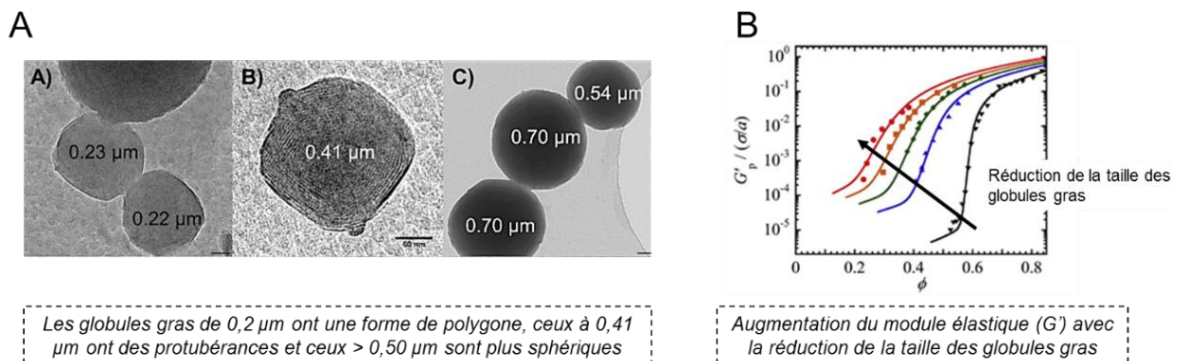 A
A)
0.23 µm
0.22 µm
B)
0.41 µm
60 nm
C)
0.54 µm
0.70 µm
0.70 µm
Les globules gras de 0,2 µm ont une forme de polygone, ceux à 0,41
µm ont des protubérances et ceux > 0,50 µm sont plus sphériques
B
G'p / (σ/a)
10⁰
10⁻¹
10⁻²
10⁻³
10⁻⁴
10⁻⁵
0
0.2
0.4
0.6
0.8
ϕ
Réduction de la taille des
globules gras
Augmentation du module élastique (G') avec
la réduction de la taille des globules gras